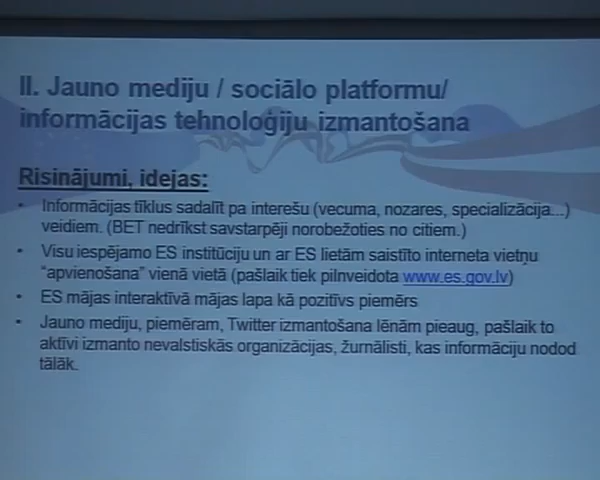 II. Jauno mediju / sociālo platformu/
informācijas tehnoloģiju izmantošana
Risinājumi, idejas:
• Informācijas tīklus sadalīt pa interešu (vecuma, nozares, specializācija...)
veidiem. (BET nedrīkst savstarpēji norobežoties no citiem.)
• Visu iespējamo ES institūciju un ar ES lietām saistīto interneta vietņu
“apvienošana” vienā vietā (pašlaik tiek pilnveidota www.es.gov.lv)
• ES mājas interaktīvā mājas lapa kā pozitīvs piemērs
• Jauno mediju, piemēram, Twitter izmantošana lēnām pieaug, pašlaik to
aktīvi izmanto nevalstiskās organizācijas, žurnālisti, kas informāciju nodod
tālāk.